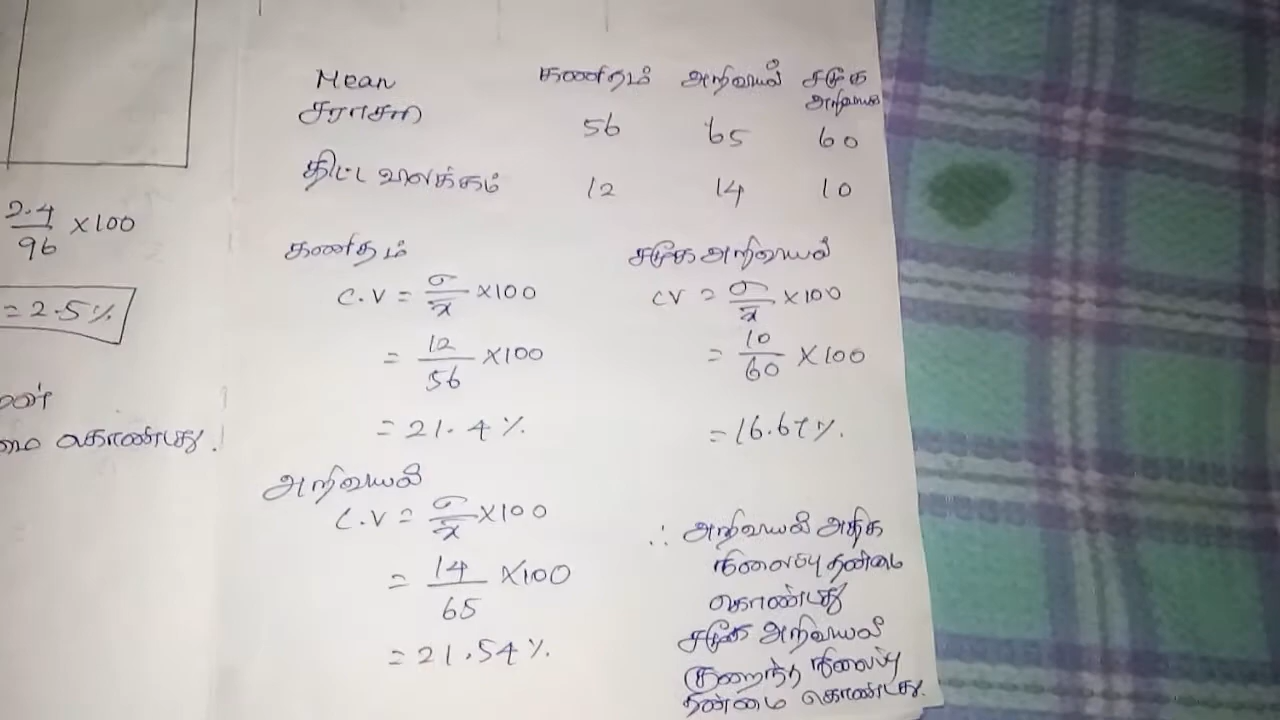 2.4/96 ×100
= 2.5%
கொண்டது.
Mean கணிதம் அறிவியல் சமூக அறிவியல்
சராசரி 56 65 60
திட்ட விலக்கம் 12 14 10
கணிதம்
C.V = σ/x̄ ×100
= 12/56 ×100
= 21.4%.
அறிவியல்
C.V = σ/x̄ ×100
= 14/65 ×100
= 21.54%.
சமூக அறிவியல்
CV = σ/x̄ ×100
= 10/60 ×100
= 16.67%.
∴ அறிவியல் அதிக
நிலைப்பு தன்மை
கொண்டது
சமூக அறிவியல்
குறைந்த நிலைப்பு
தன்மை கொண்டது.